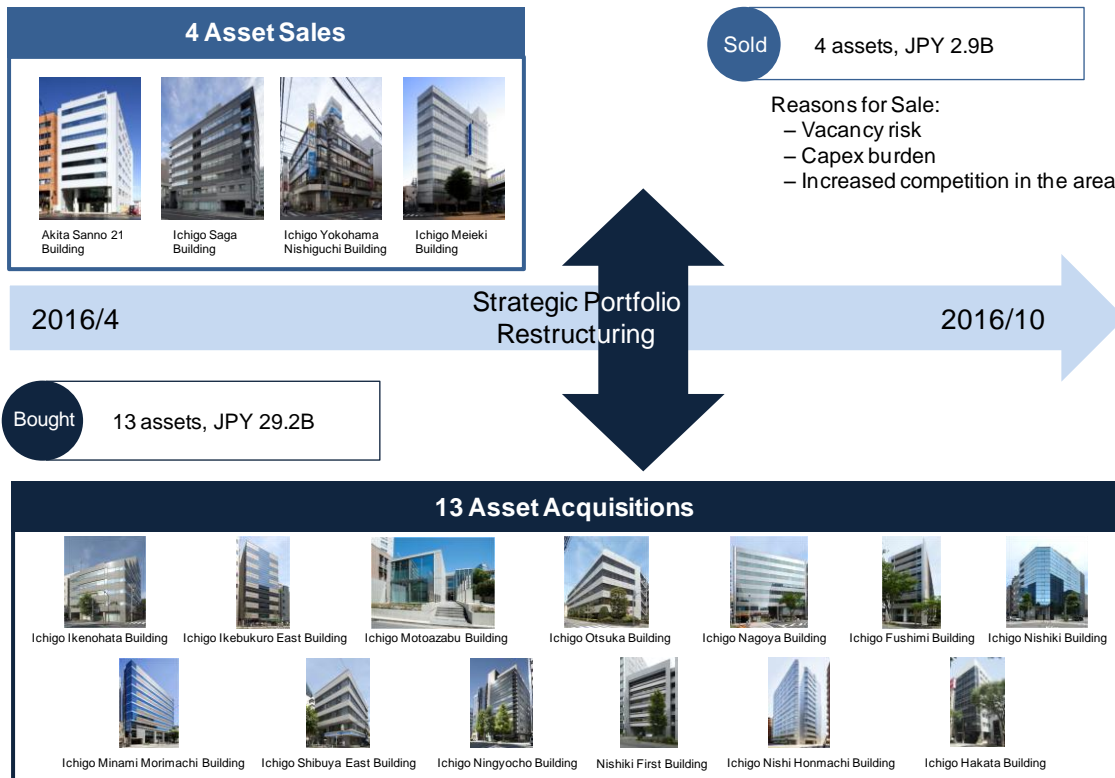 4 Asset Sales
Akita Sanno 21
Building
Ichigo Saga
Building
Ichigo Yokohama
Nishiguchi Building
Ichigo Meieki
Building
Sold
4 assets, JPY 2.9B
Reasons for Sale:
– Vacancy risk
– Capex burden
– Increased competition in the area
2016/4
Strategic Portfolio
Restructuring
2016/10
Bought
13 assets, JPY 29.2B
13 Asset Acquisitions
Ichigo Ikenohata Building
Ichigo Ikebukuro East Building
Ichigo Motoazabu Building
Ichigo Otsuka Building
Ichigo Nagoya Building
Ichigo Fushimi Building
Ichigo Nishiki Building
Ichigo Minami Morimachi Building
Ichigo Shibuya East Building
Ichigo Ningyocho Building
Nishiki First Building
Ichigo Nishi Honmachi Building
Ichigo Hakata Building